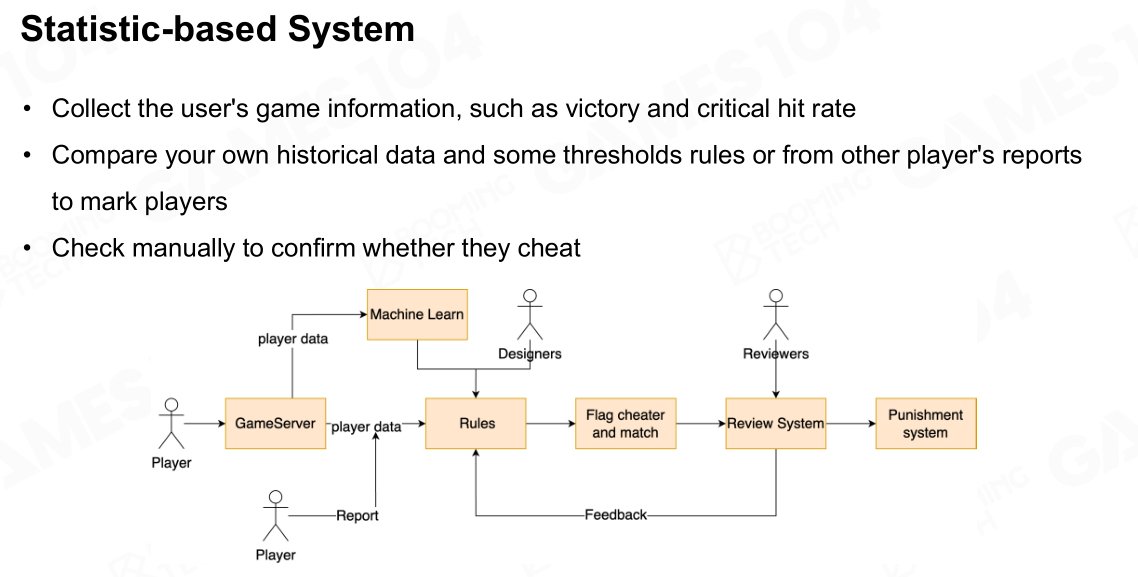 Statistic-based System
• Collect the user's game information, such as victory and critical hit rate
• Compare your own historical data and some thresholds rules or from other player's reports
to mark players
• Check manually to confirm whether they cheat
Machine Learn
player data
Designers
Reviewers
Player
GameServer
player data
Rules
Flag cheater
and match
Review System
Punishment
system
Report
Feedback
Player
GAMES104
BOOMING
TECH